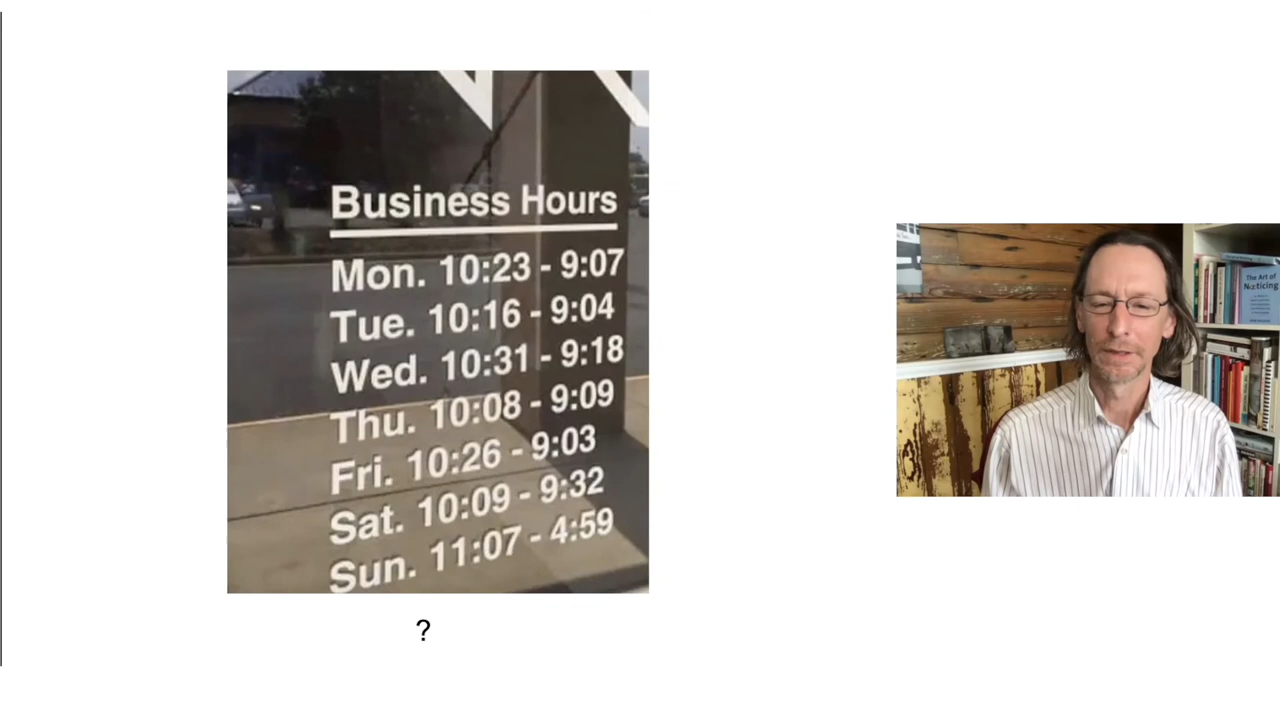 Business Hours
Mon. 10:23 - 9:07
Tue. 10:16 - 9:04
Wed. 10:31 - 9:18
Thu. 10:08 - 9:09
Fri. 10:26 - 9:03
Sat. 10:09 - 9:32
Sun. 11:07 - 4:59
?
The Art of
Noticing